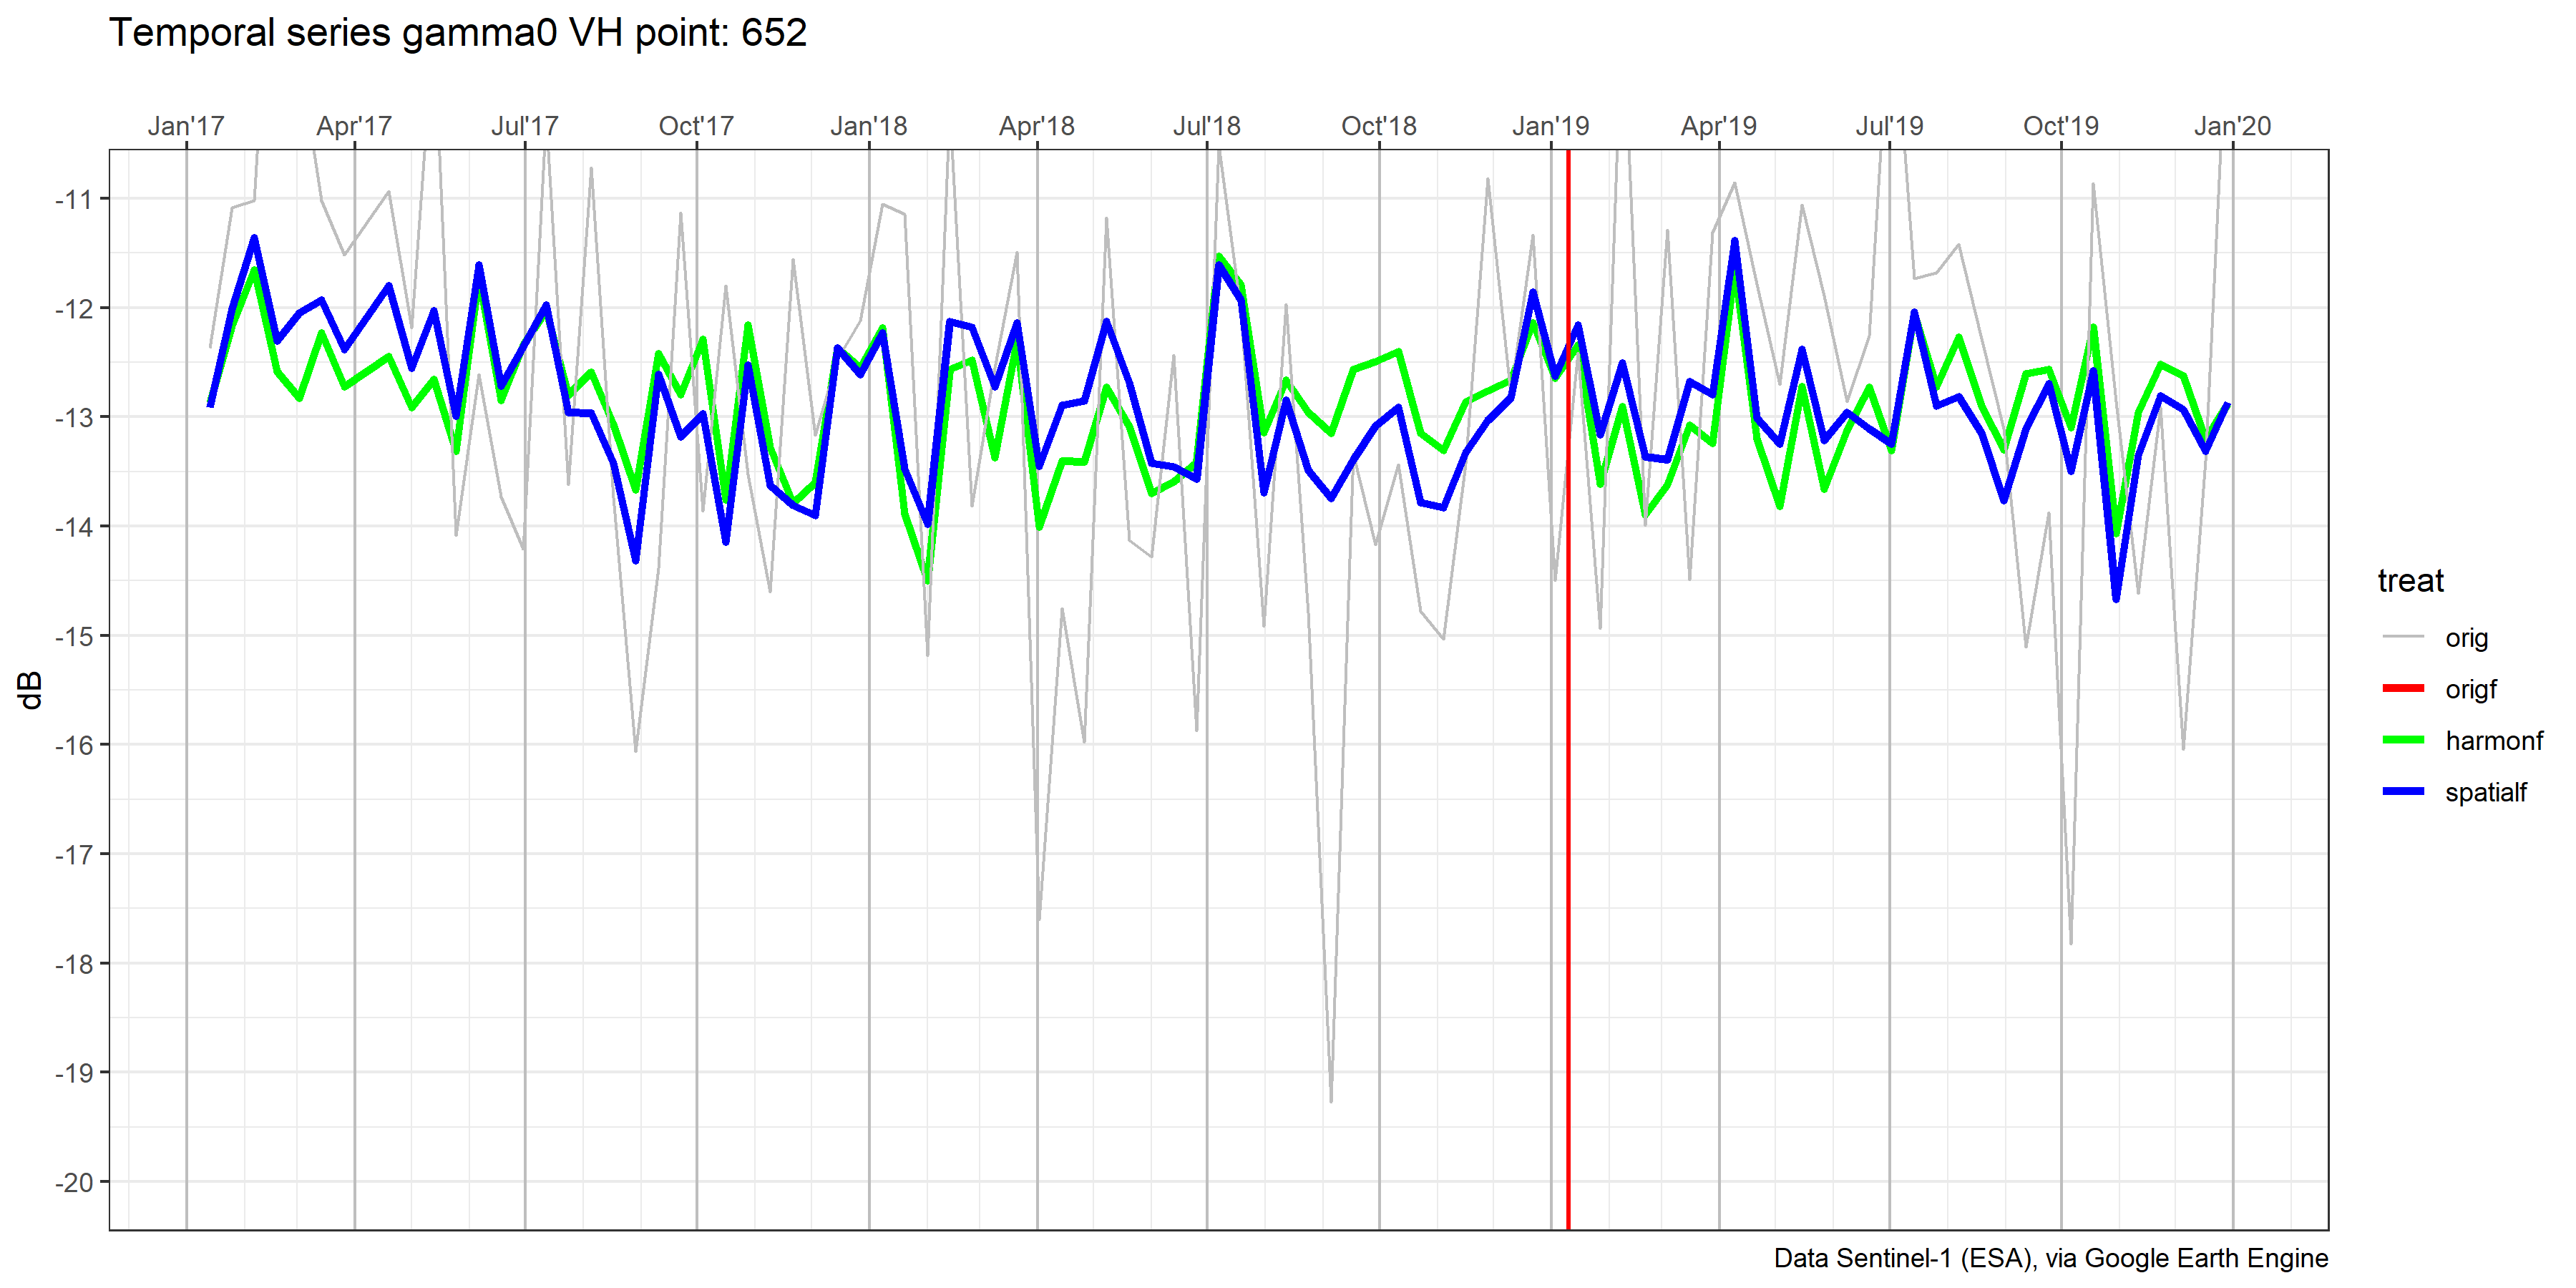 Temporal series gamma0 VH point: 652
Jan'17 Apr'17 Jul'17 Oct'17 Jan'18 Apr'18 Jul'18 Oct'18 Jan'19 Apr'19 Jul'19 Oct'19 Jan'20
-11
-12
-13
-14
-15
-16
-17
-18
-19
-20
dB
treat
orig
origf
harmonf
spatialf
Data Sentinel-1 (ESA), via Google Earth Engine